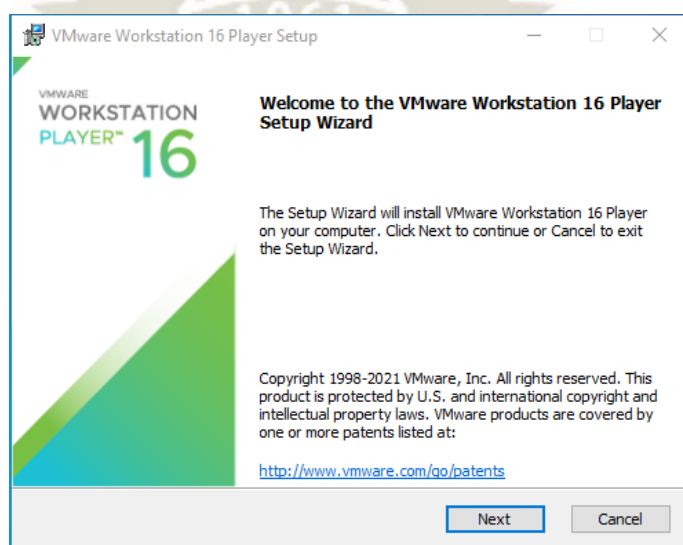 1961
VMware Workstation 16 Player Setup
VMWARE
WORKSTATION
PLAYER™ 16
Welcome to the VMware Workstation 16 Player
Setup Wizard
The Setup Wizard will install VMware Workstation 16 Player
on your computer. Click Next to continue or Cancel to exit
the Setup Wizard.
Copyright 1998-2021 VMware, Inc. All rights reserved. This
product is protected by U.S. and international copyright and
intellectual property laws. VMware products are covered by
one or more patents listed at:
http://www.vmware.com/go/patents
Next Cancel